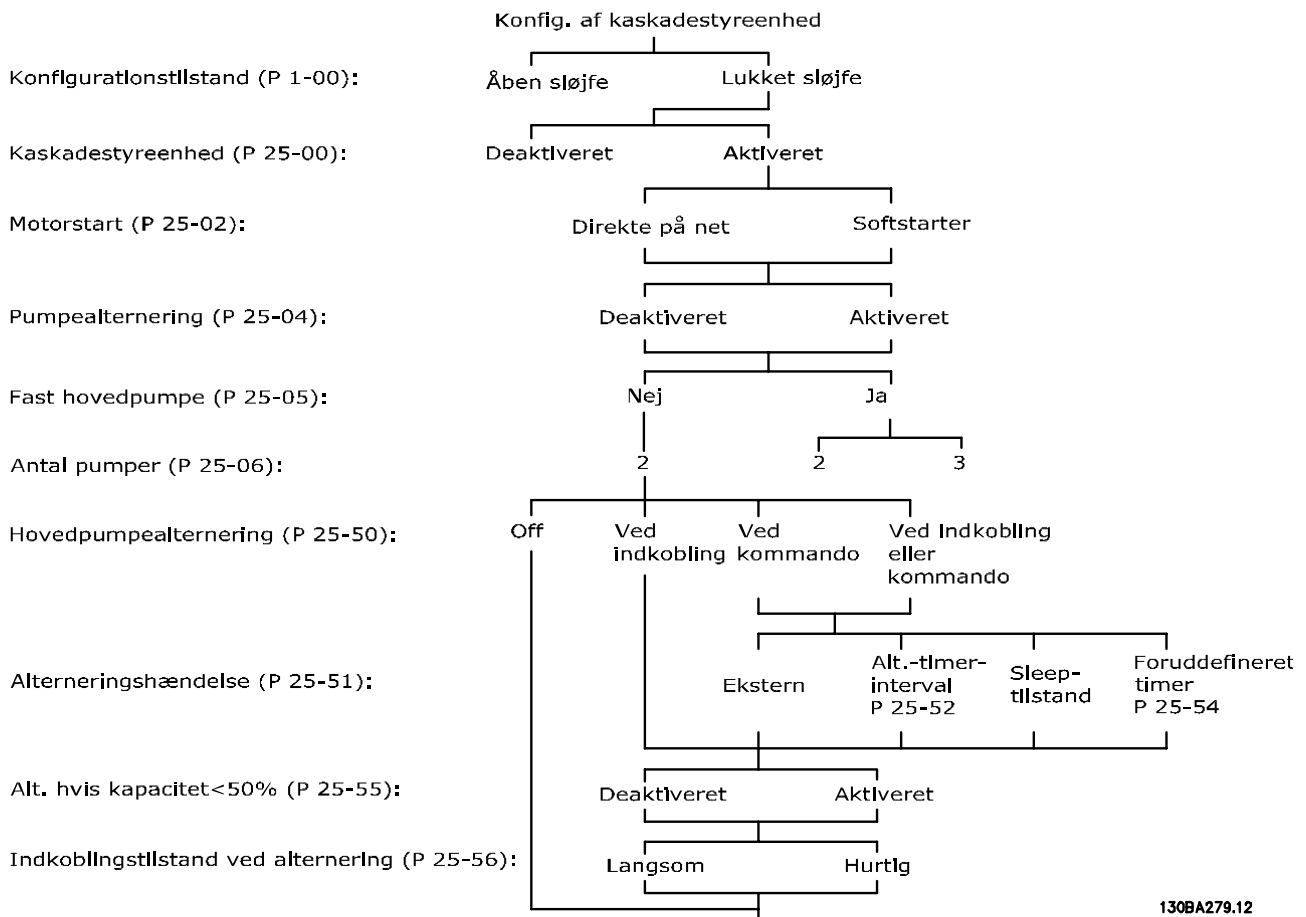 Konfig. af kaskadestyreenhed
Konfigurationstilstand (P 1-00):
Åben sløjfe
Lukket sløjfe
Kaskadestyreenhed (P 25-00):
Deaktiveret
Aktiveret
Motorstart (P 25-02):
Direkte på net
Softstarter
Pumpealternering (P 25-04):
Deaktiveret
Aktiveret
Fast hovedpumpe (P 25-05):
Nej
Ja
Antal pumper (P 25-06):
2
2
3
Hovedpumpealternering (P 25-50):
Off
Ved
indkobling
Ved
kommando
Ved indkobling
eller
kommando
Alterneringshændelse (P 25-51):
Ekstern
Alt.-timer-
interval
P 25-52
Sleep-
tilstand
Foruddefineret
timer
P 25-54
Alt. hvis kapacitet<50% (P 25-55):
Deaktiveret
Aktiveret
Indkoblingstilstand ved alternering (P 25-56):
Langsom
Hurtig
130BA279.12